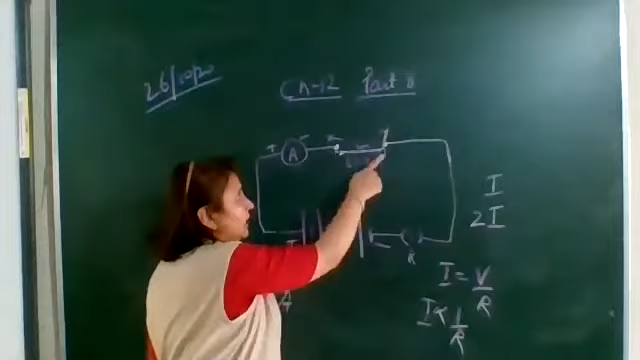 26/10/20
CH-12 Part 8
A
I
2I
K
R
I = V/R
I ∝ 1/R